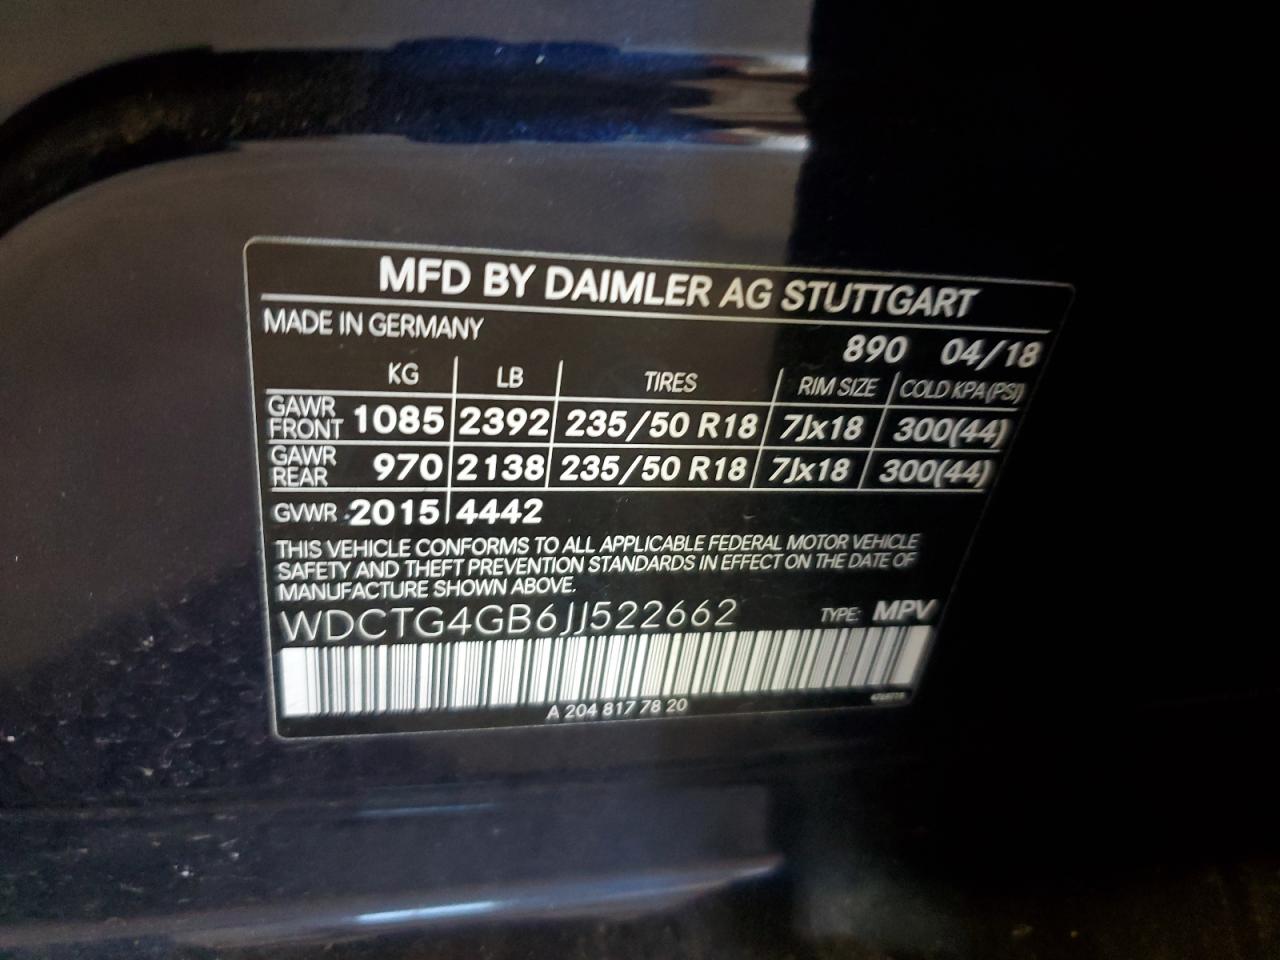 MFD BY DAIMLER AG STUTTGART
MADE IN GERMANY
890 04/18
KG LB TIRES RIM SIZE COLD KPA (PSI)
GAWR FRONT 1085 2392 235/50 R18 7Jx18 300(44)
GAWR REAR 970 2138 235/50 R18 7Jx18 300(44)
GVWR 2015 4442
THIS VEHICLE CONFORMS TO ALL APPLICABLE FEDERAL MOTOR VEHICLE
SAFETY AND THEFT PREVENTION STANDARDS IN EFFECT ON THE DATE OF
MANUFACTURE SHOWN ABOVE.
WDCTG4GB6JJ522662 TYPE: MPV
A 204 817 78 20